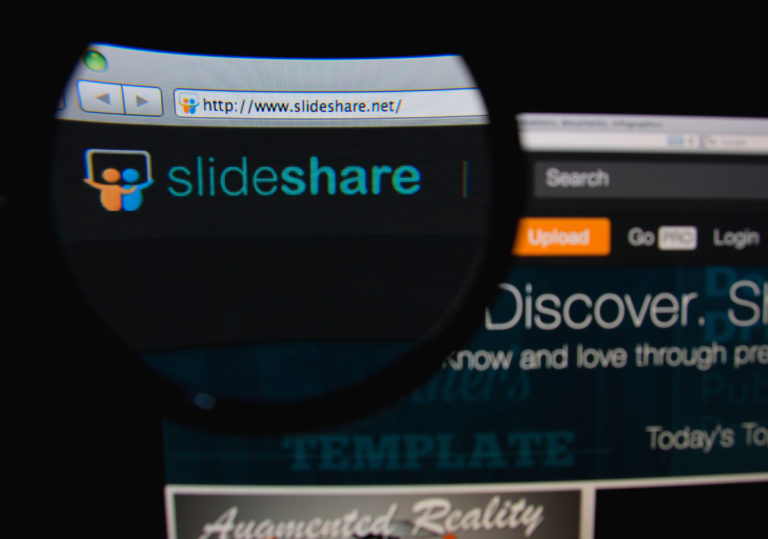 http://www.slideshare.net/
slideshare
Search
Upload
Go PRO
Login
Discover. Sh
know and love through pre
Today's To
TEMPLATE
Augmented Reality